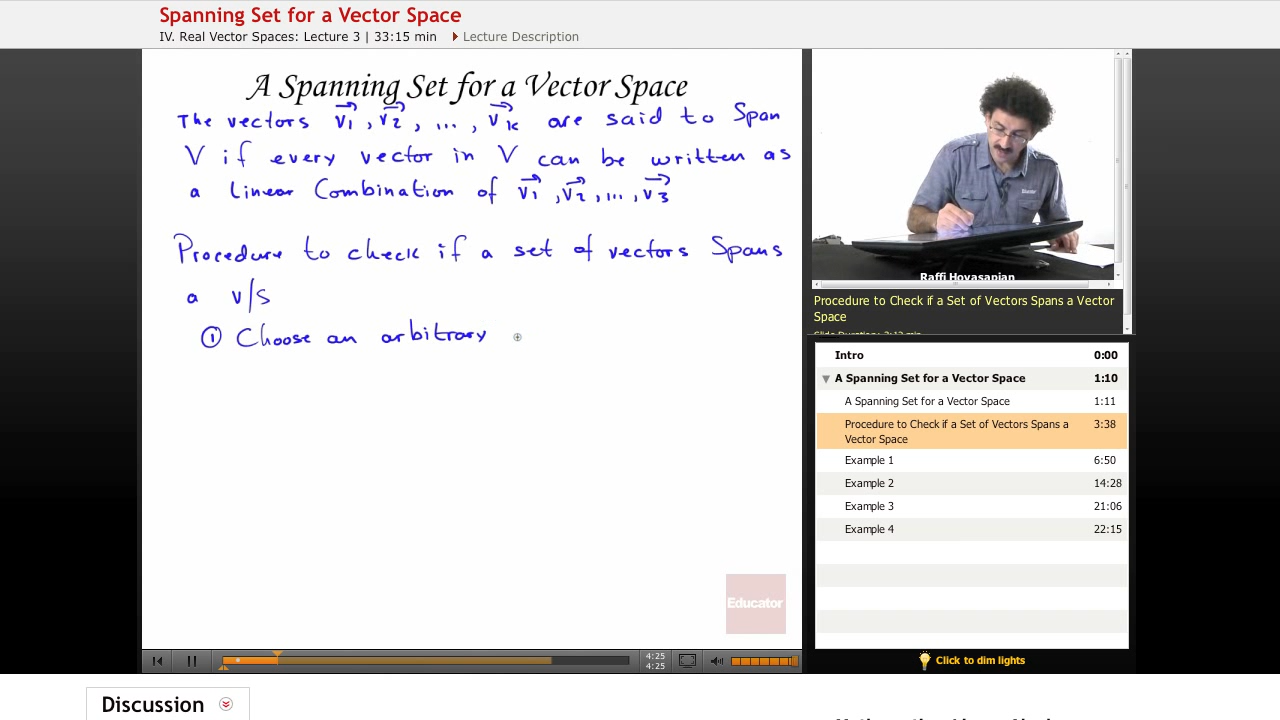 Spanning Set for a Vector Space
IV. Real Vector Spaces: Lecture 3 | 33:15 min
Lecture Description
A Spanning Set for a Vector Space
The vectors v1, v2, ..., vk are said to Span
V if every vector in V can be written as
a linear Combination of v1, v2, ..., v3
Procedure to check if a set of vectors Spans
a v/s
① Choose an arbitrary
Educator
4:25
4:25
Raffi Hovasapian
Procedure to Check if a Set of Vectors Spans a Vector
Space
Slide Duration: 3:12 min
Intro 0:00
A Spanning Set for a Vector Space 1:10
A Spanning Set for a Vector Space 1:11
Procedure to Check if a Set of Vectors Spans a 3:38
Vector Space
Example 1 6:50
Example 2 14:28
Example 3 21:06
Example 4 22:15
Click to dim lights
Discussion